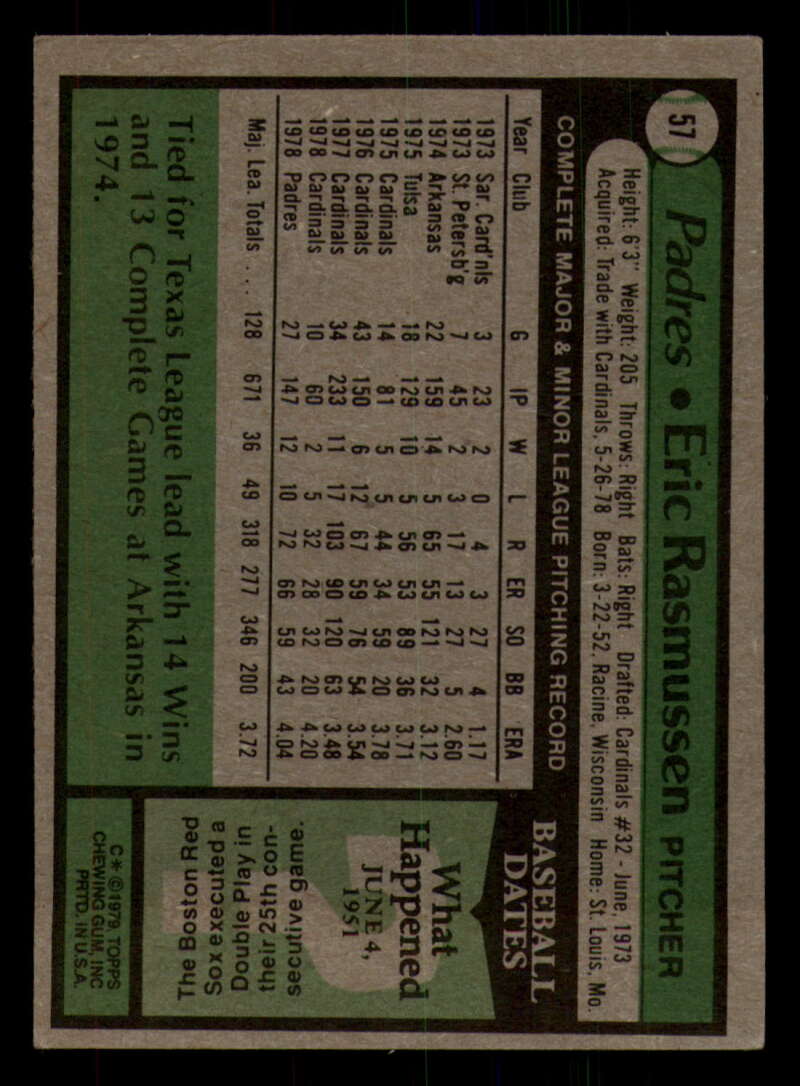 57
Padres • Eric Rasmussen PITCHER
Height: 6'3" Weight: 205 Throws: Right Bats: Right Drafted: Cardinals #32 - June, 1973
Acquired: Trade with Cardinals, 5-26-78 Born: 3-22-52, Racine, Wisconsin Home: St. Louis, Mo.
COMPLETE MAJOR & MINOR LEAGUE PITCHING RECORD
Year Club G IP W L R ER SO BB ERA
1973 Sar. Card'nls 3 23 2 0 4 3 27 4 1.17
1973 St. Petersb'g 7 45 2 3 17 13 27 5 2.60
1974 Arkansas 22 159 14 5 65 55 121 32 3.12
1975 Tulsa 18 129 10 5 56 53 89 36 3.71
1975 Cardinals 14 81 5 5 44 34 59 20 3.78
1976 Cardinals 43 150 6 12 67 59 76 54 3.54
1977 Cardinals 34 233 11 17 103 90 120 63 3.48
1978 Cardinals 10 60 2 5 32 28 32 20 4.20
1978 Padres 27 147 12 10 72 66 59 43 4.04
Maj. Lea. Totals . . . 128 671 36 49 318 277 346 200 3.72
Tied for Texas League lead with 14 Wins
and 13 Complete Games at Arkansas in
1974.
BASEBALL
DATES
What
Happened
JUNE 4,
1951
The Boston Red
Sox executed a
Double Play in
their 25th con-
secutive game.
C* ©1979, TOPPS
CHEWING GUM, INC
PRTD. IN U.S.A.